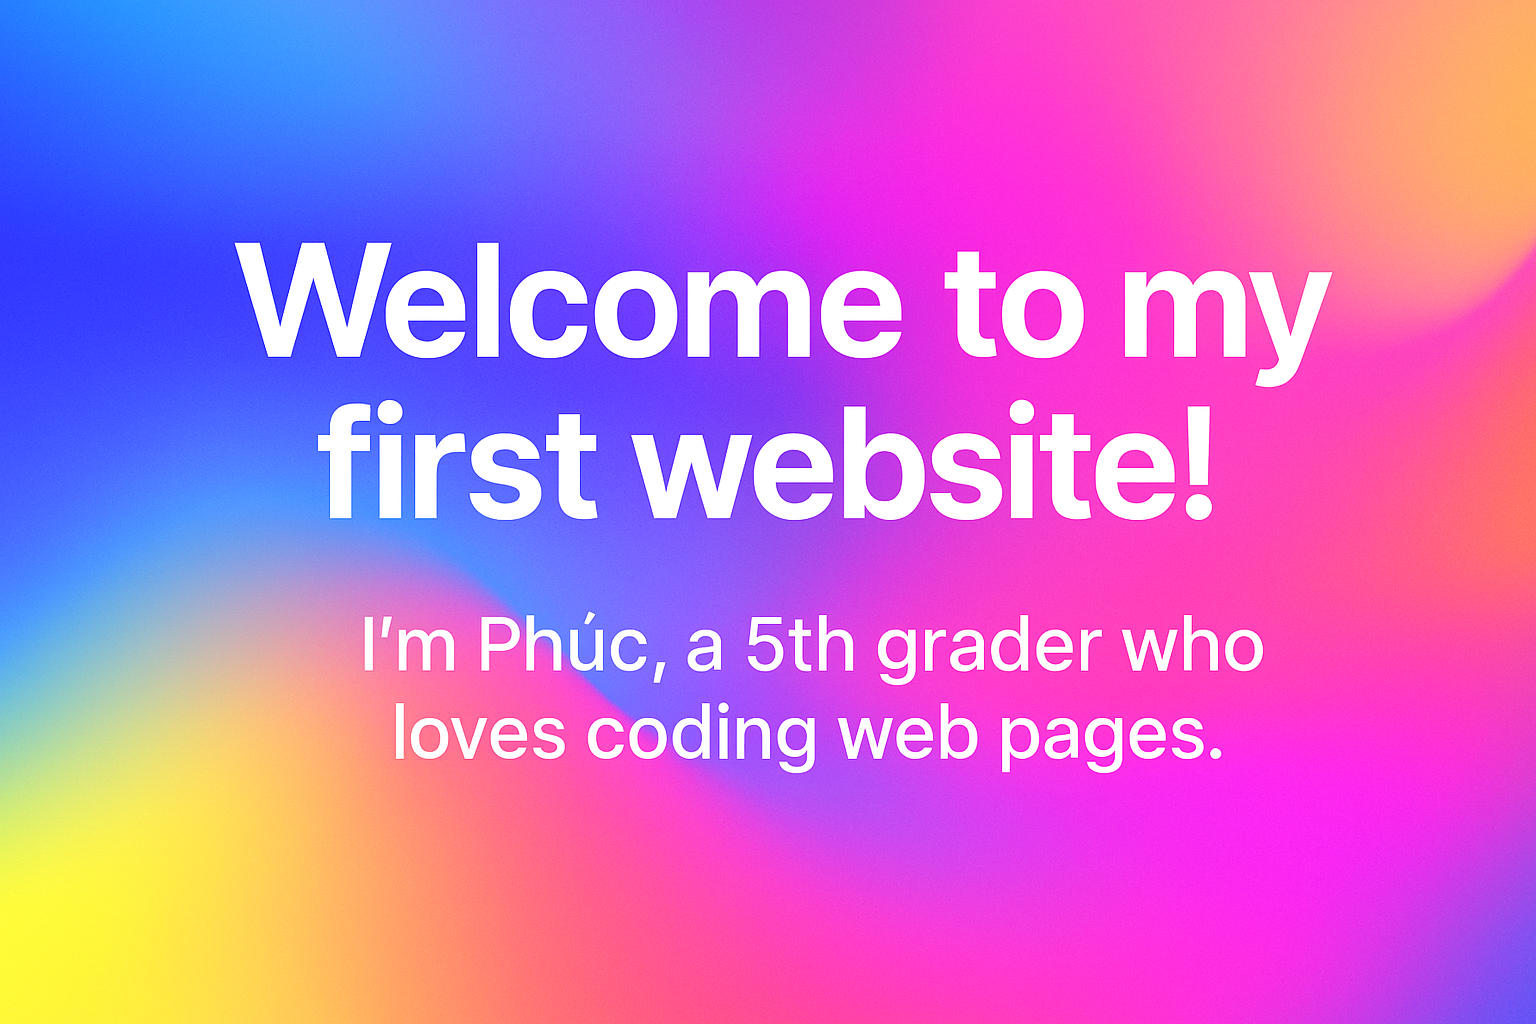 Welcome to my
first website!
I’m Phúc, a 5th grader who
loves coding web pages.